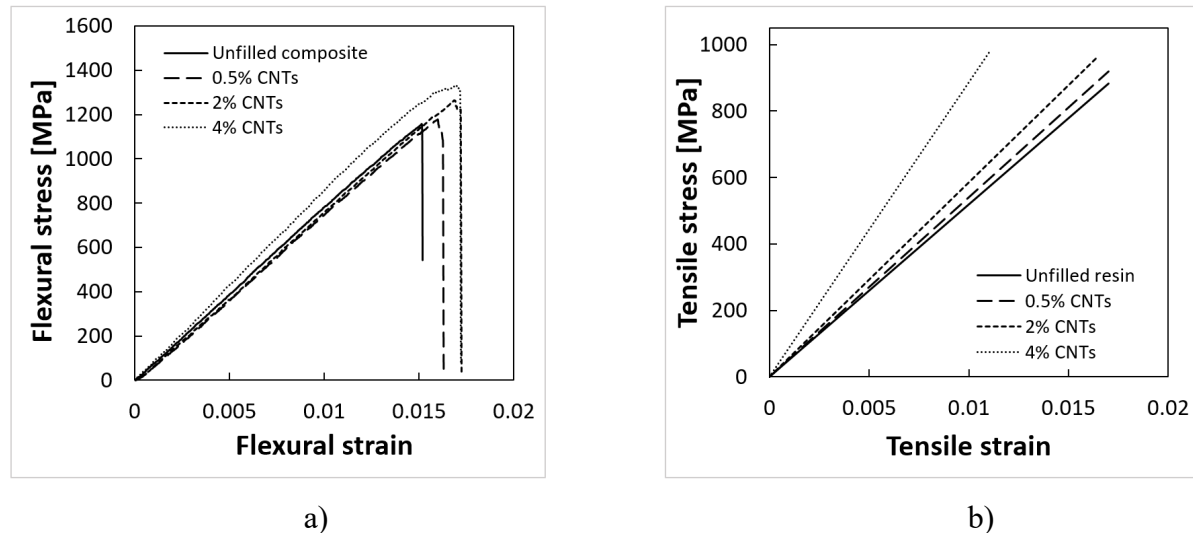 1600
1400
1200
1000
800
600
400
200
0
Flexural stress [MPa]
Unfilled composite
0.5% CNTs
2% CNTs
4% CNTs
0 0.005 0.01 0.015 0.02
Flexural strain
a)
1000
800
600
400
200
0
Tensile stress [MPa]
Unfilled resin
0.5% CNTs
2% CNTs
4% CNTs
0 0.005 0.01 0.015 0.02
Tensile strain
b)